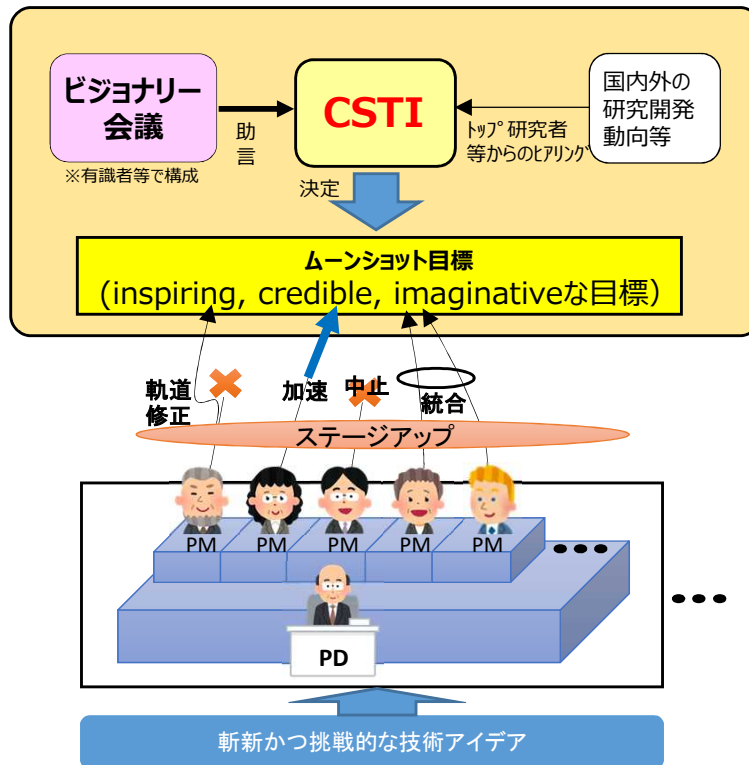 ビジョナリー
会議
※有識者等で構成
助
言
CSTI
国内外の
研究開発
動向等
ﾄｯﾌﾟ研究者
等からのﾋｱﾘﾝｸﾞ
決定
ムーンショット目標
(inspiring, credible, imaginativeな目標)
軌道
修正
加速
中止
統合
ステージアップ
PM
PM
PM
PM
PM
●●●
●●●
PD
斬新かつ挑戦的な技術アイデア